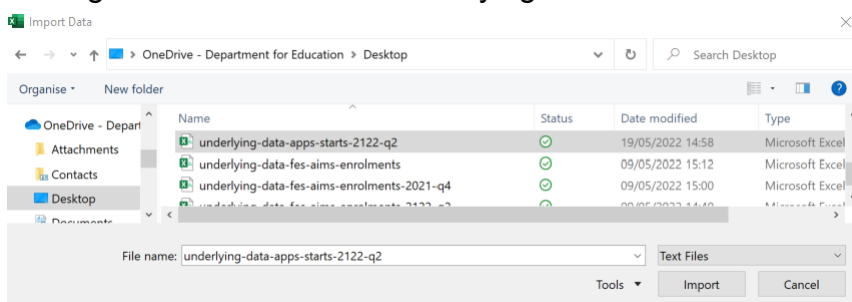 Import Data
OneDrive - Department for Education > Desktop
Search Desktop
Organise
New folder
Name Status Date modified Type
OneDrive - Depart
Attachments
Contacts
Desktop
underlying-data-apps-starts-2122-q2 19/05/2022 14:58 Microsoft Excel
underlying-data-fes-aims-enrolments 09/05/2022 15:12 Microsoft Excel
underlying-data-fes-aims-enrolments-2021-q4 09/05/2022 15:00 Microsoft Excel
File name: underlying-data-apps-starts-2122-q2 Text Files
Tools Import Cancel